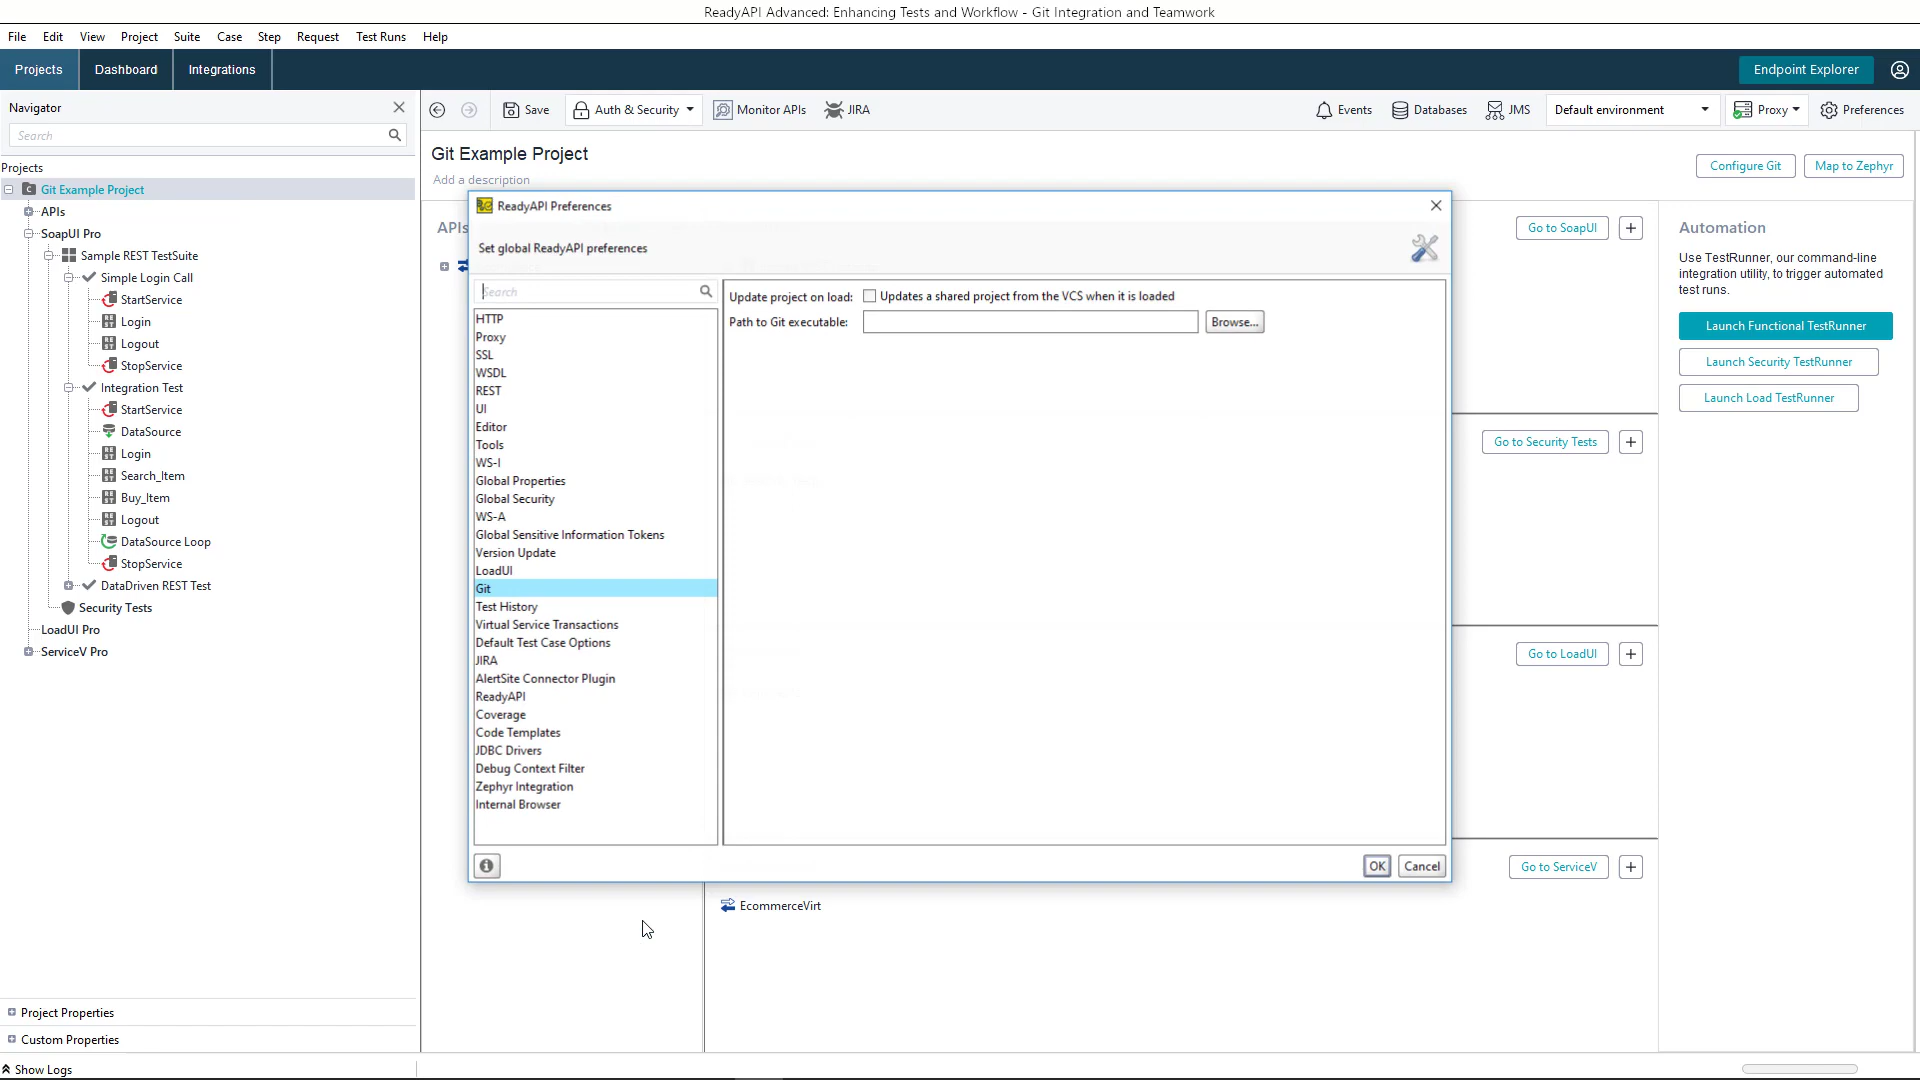 ReadyAPI Advanced: Enhancing Tests and Workflow - Git Integration and Teamwork
File Edit View Project Suite Case Step Request Test Runs Help
Projects Dashboard Integrations Endpoint Explorer
Navigator
Search
Save Auth & Security Monitor APIs JIRA Events Databases JMS Default environment Proxy Preferences
Projects
Git Example Project
APIs
SoapUI Pro
Sample REST TestSuite
Simple Login Call
StartService
Login
Logout
StopService
Integration Test
StartService
DataSource
Login
Search_Item
Buy_Item
Logout
DataSource Loop
StopService
DataDriven REST Test
Security Tests
LoadUI Pro
ServiceV Pro
Project Properties
Custom Properties
Show Logs
Git Example Project
Add a description
Configure Git Map to Zephyr
APIs
ReadyAPI Preferences
Set global ReadyAPI preferences
Search
HTTP
Proxy
SSL
WSDL
REST
UI
Editor
Tools
WS-I
Global Properties
Global Security
WS-A
Global Sensitive Information Tokens
Version Update
LoadUI
Git
Test History
Virtual Service Transactions
Default Test Case Options
JIRA
AlertSite Connector Plugin
ReadyAPI
Coverage
Code Templates
JDBC Drivers
Debug Context Filter
Zephyr Integration
Internal Browser
Update project on load: Updates a shared project from the VCS when it is loaded
Path to Git executable: Browse...
OK Cancel
Go to SoapUI +
Go to Security Tests +
Go to LoadUI +
Go to ServiceV +
EcommerceVirt
Automation
Use TestRunner, our command-line
integration utility, to trigger automated
test runs.
Launch Functional TestRunner
Launch Security TestRunner
Launch Load TestRunner